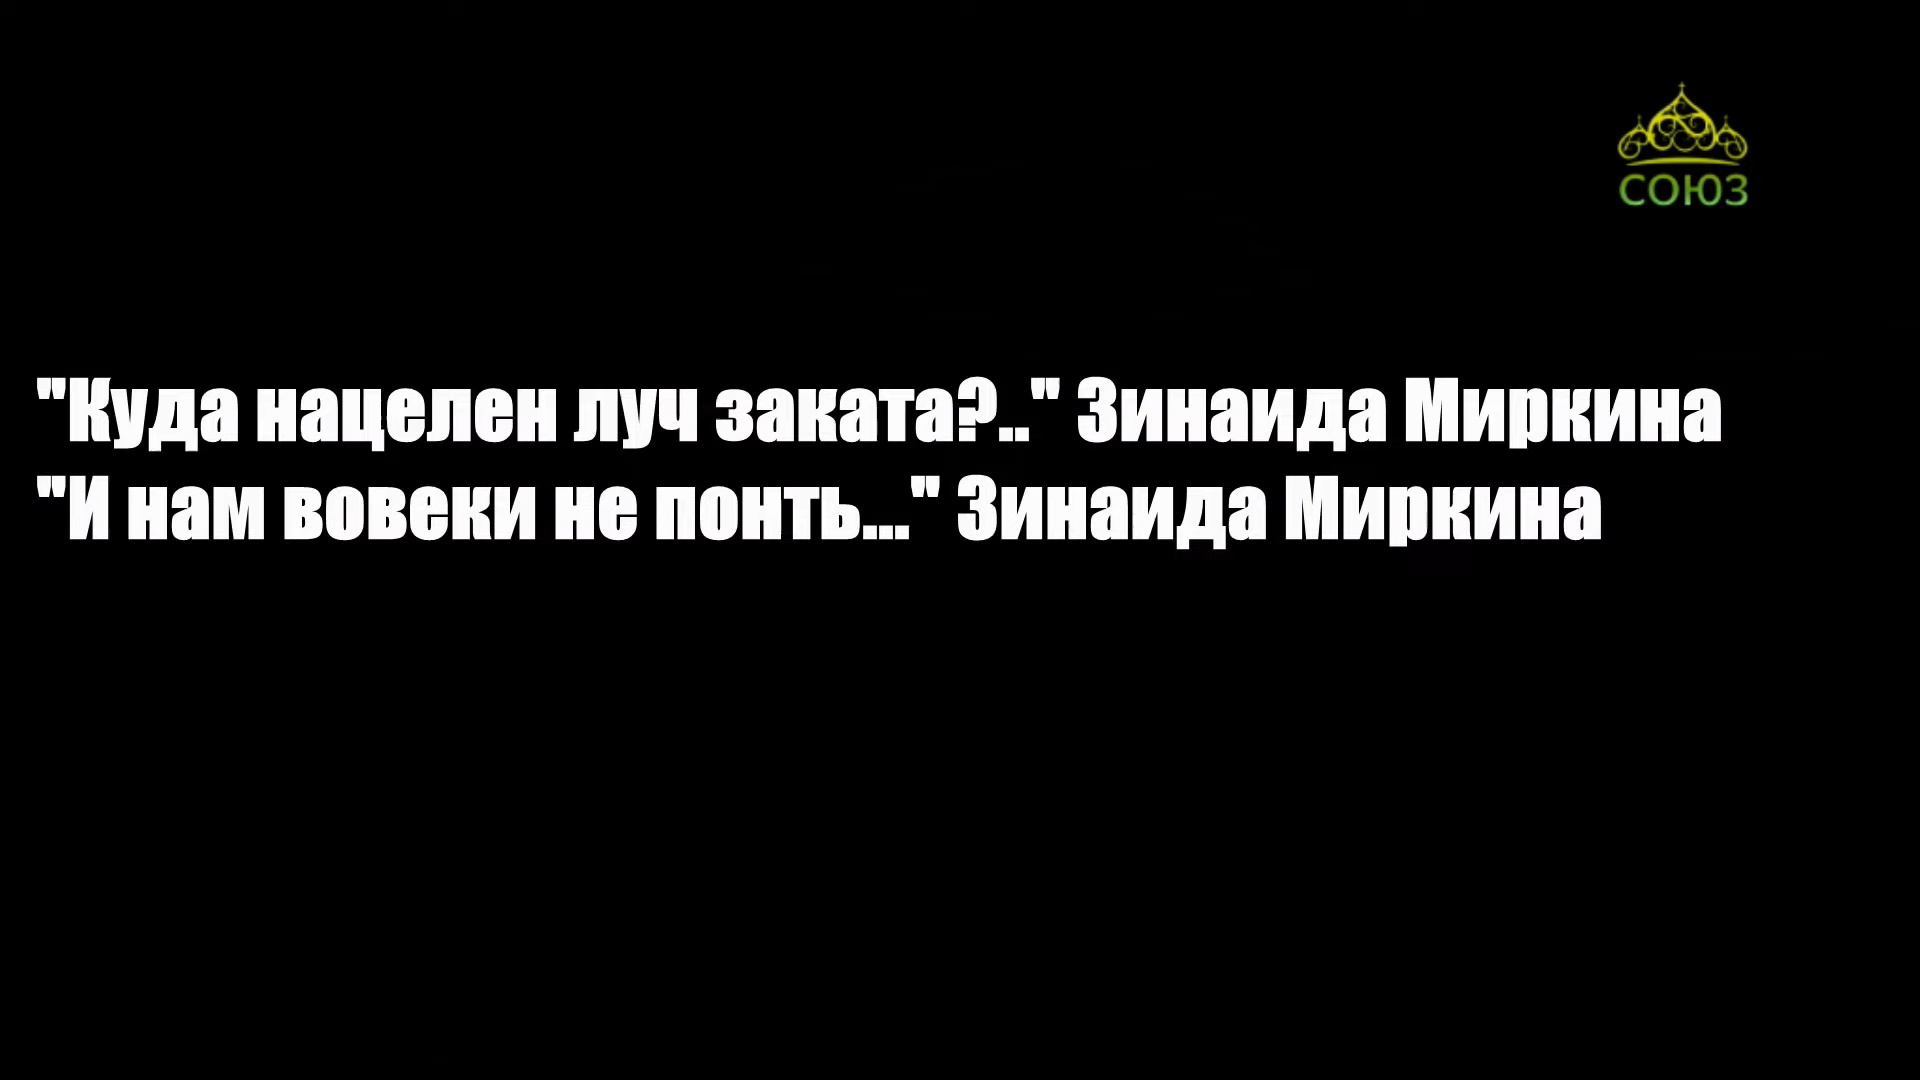 СОЮЗ
"Куда нацелен луч заката?.." Зинаида Миркина
"И нам вовеки не понть..." Зинаида Миркина